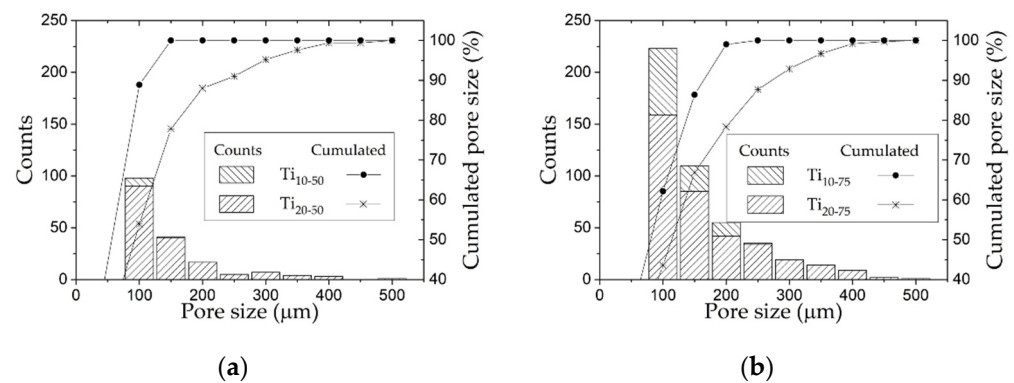 250
200
150
100
50
0
Counts
100
90
80
70
60
50
40
Cumulated pore size (%)
Counts Cumulated
Ti10-50
Ti20-50
0 100 200 300 400 500
Pore size (μm)
(a)
250
200
150
100
50
0
Counts
100
90
80
70
60
50
40
Cumulated pore size (%)
Counts Cumulated
Ti10-75
Ti20-75
0 100 200 300 400 500
Pore size (μm)
(b)